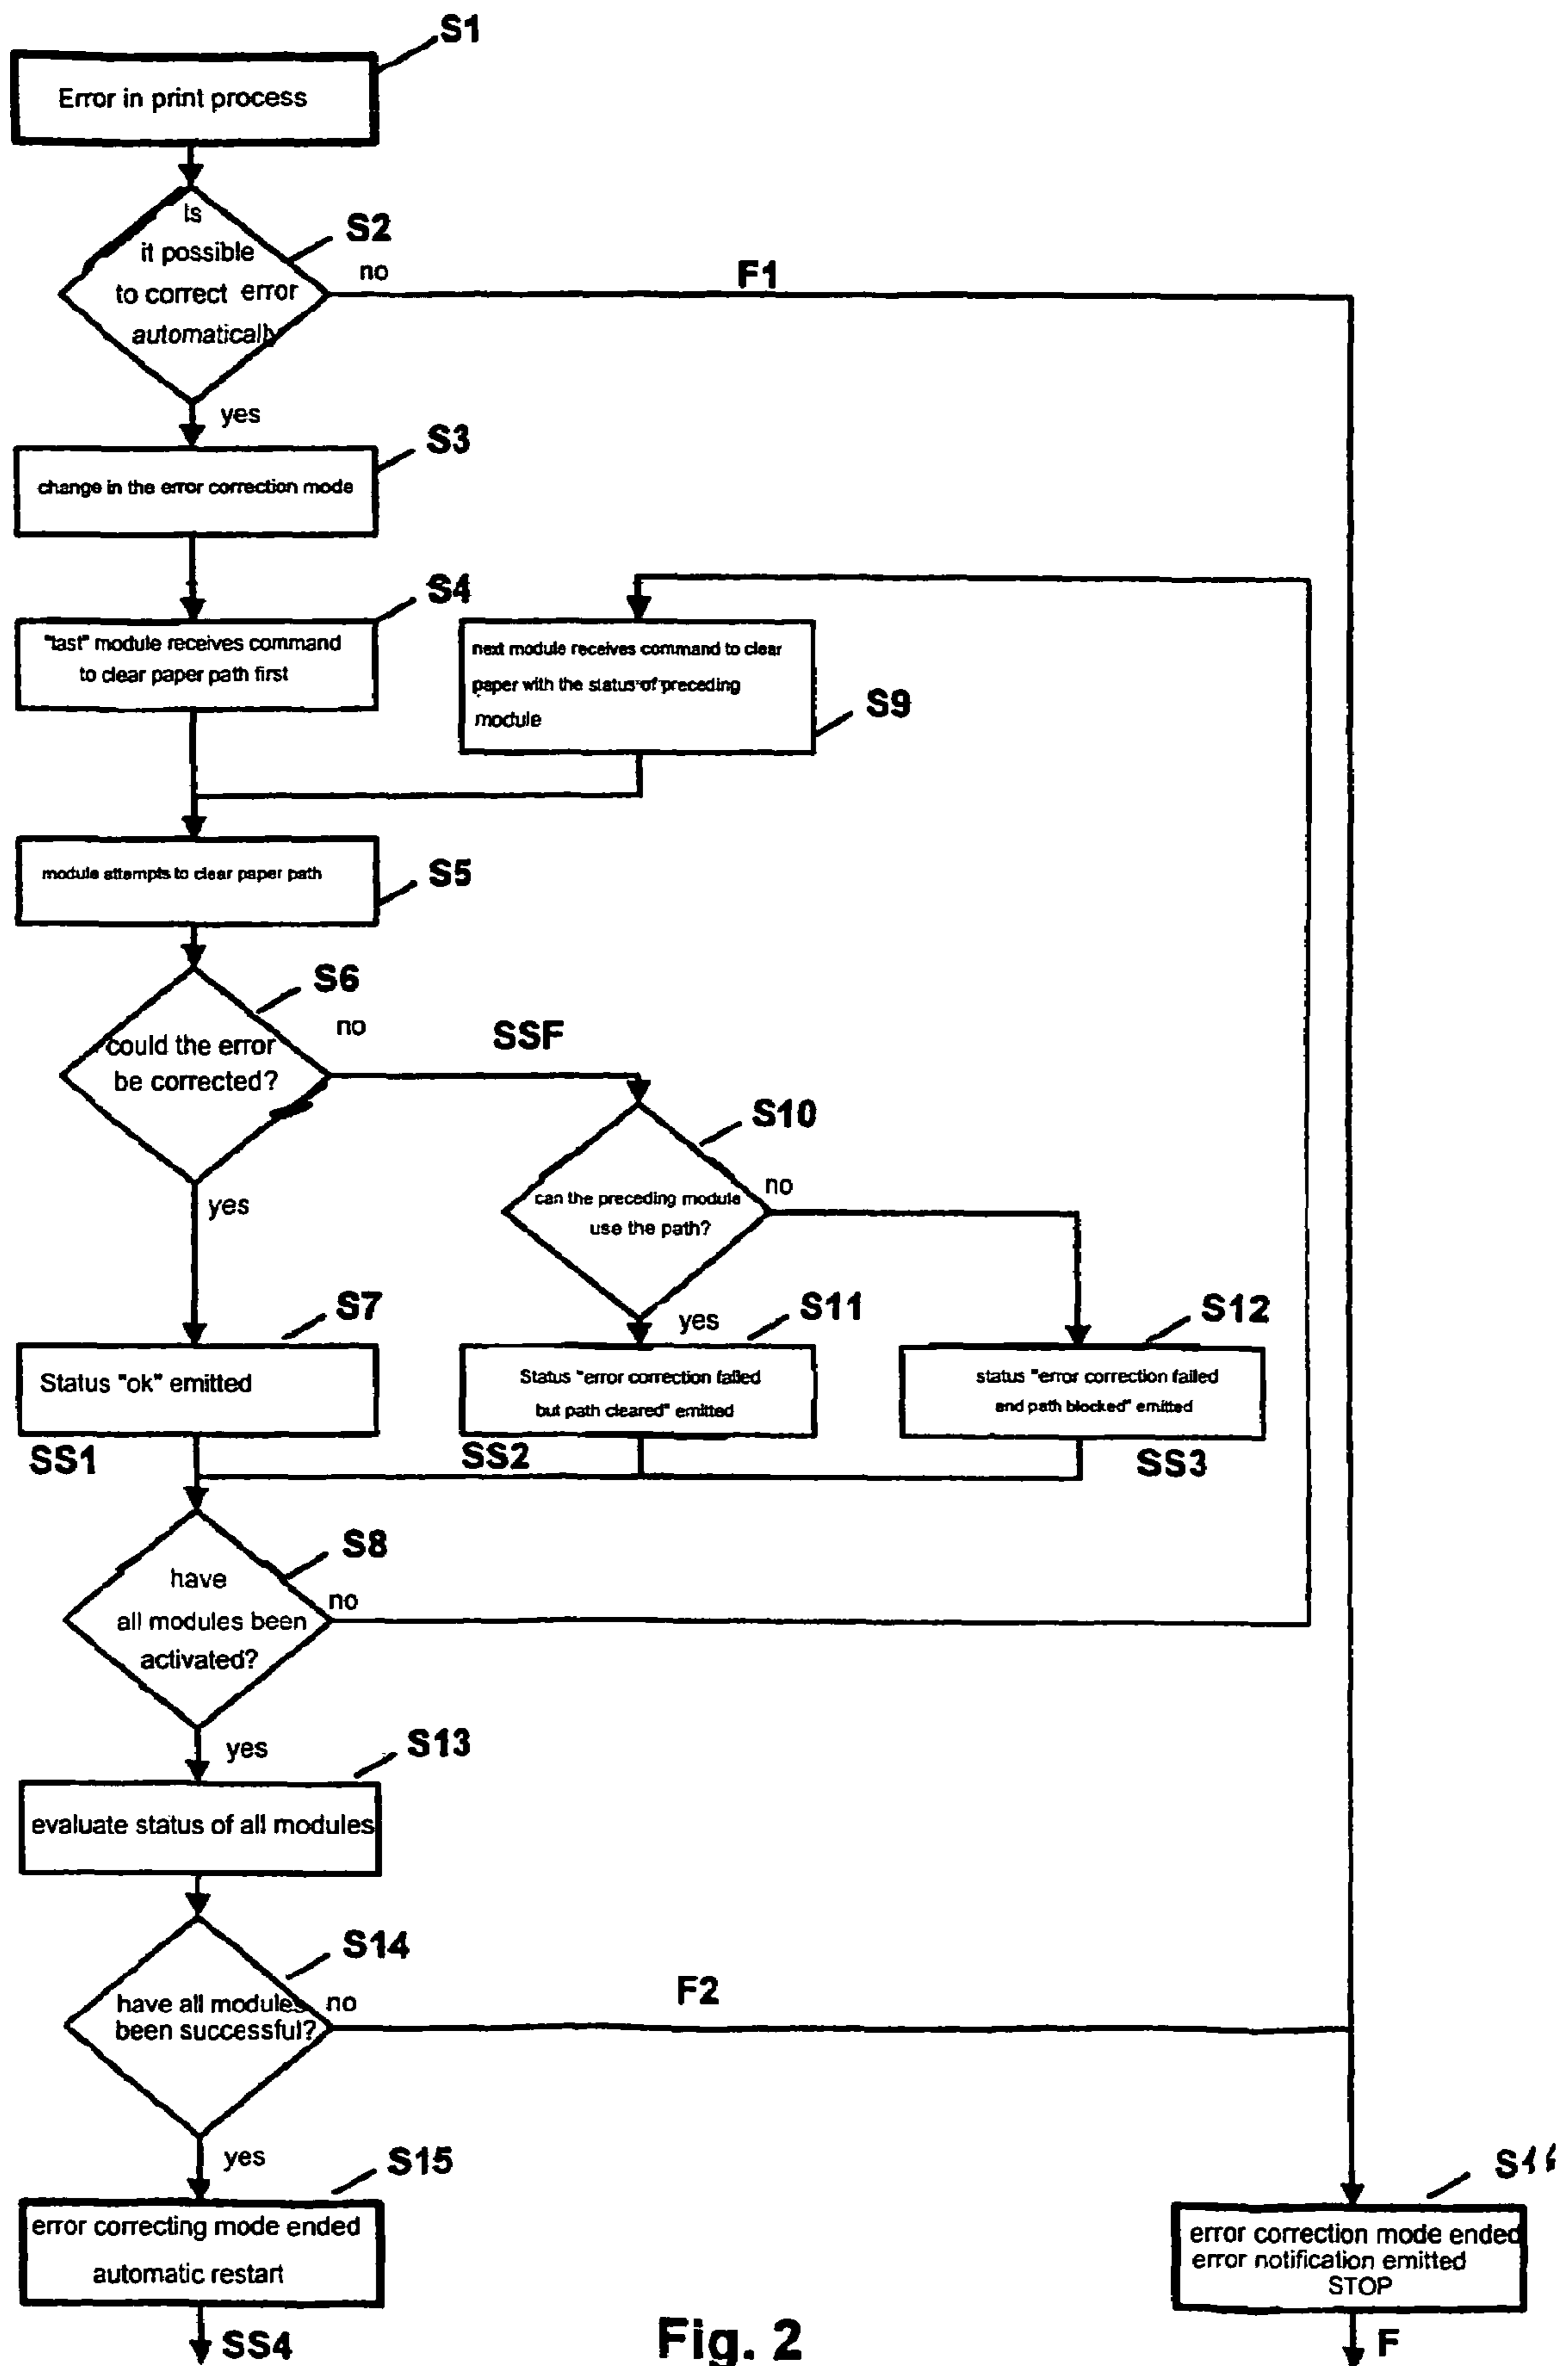 S1
Error in print process
Is
it possible
to correct error
automatically
S2
no
F1
yes
S3
change in the error correction mode
S4
"last" module receives command
to clear paper path first
next module receives command to clear
paper with the status of preceding
module
S9
module attempts to clear paper path
S5
S6
could the error
be corrected?
no
SSF
yes
S10
can the preceding module
use the path?
no
yes
S7
Status "ok" emitted
SS1
S11
Status "error correction failed
but path cleared" emitted
SS2
S12
status "error correction failed
and path blocked" emitted
SS3
S8
have
all modules been
activated?
no
yes
S13
evaluate status of all modules
S14
have all modules
been successful?
no
F2
yes
S15
error correcting mode ended
automatic restart
SS4
error correction mode ended
error notification emitted
STOP
F
Fig. 2